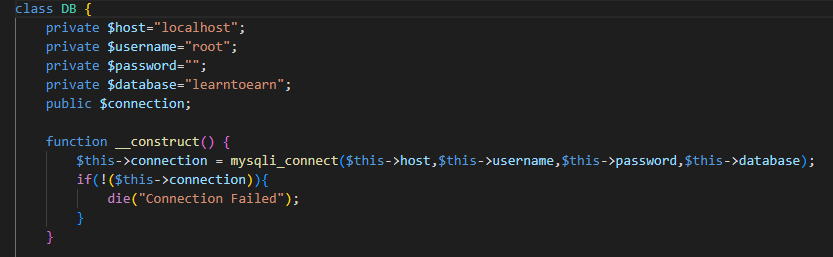 class DB {
    private $host="localhost";
    private $username="root";
    private $password="";
    private $database="learntoearn";
    public $connection;

    function __construct() {
        $this->connection = mysqli_connect($this->host,$this->username,$this->password,$this->database);
        if(!($this->connection)){
            die("Connection Failed");
        }
    }